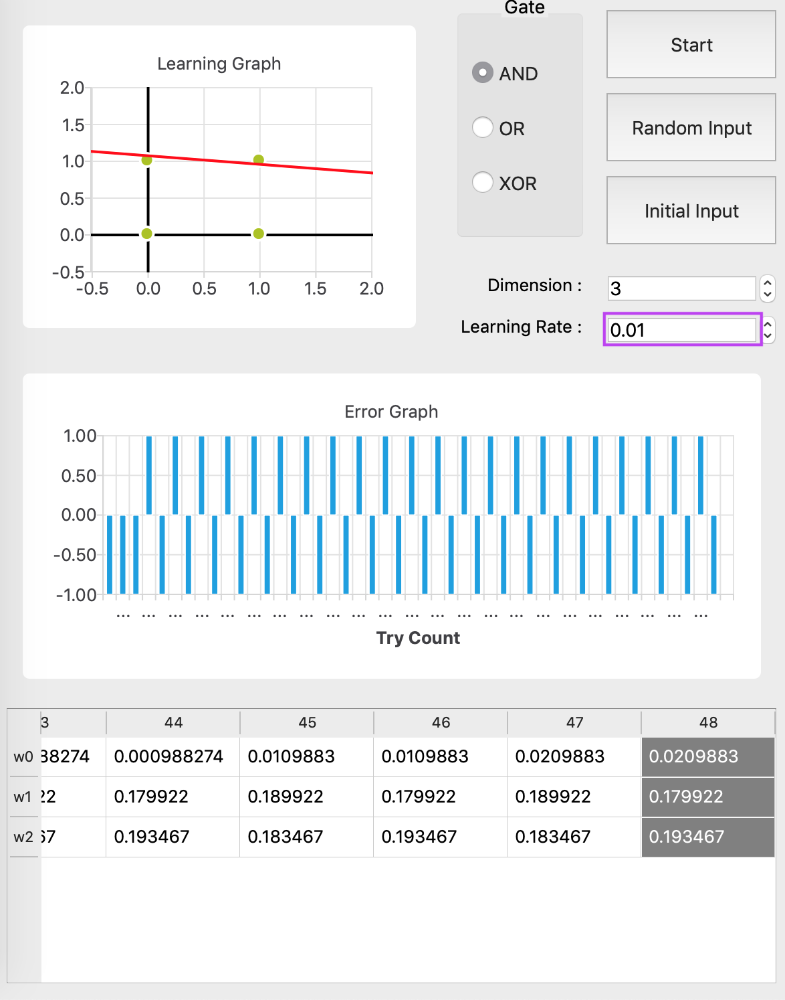 Gate
AND
OR
XOR
Start
Random Input
Initial Input
Dimension :
3
Learning Rate :
0.01
Learning Graph
2.0
1.5
1.0
0.5
0.0
-0.5
-0.5 0.0 0.5 1.0 1.5 2.0
Error Graph
1.00
0.50
0.00
-0.50
-1.00
... ... ... ... ... ... ... ... ... ... ... ... ... ... ... ... ... ... ... ... ... ... ...
Try Count
3 44 45 46 47 48
w0 88274 0.000988274 0.0109883 0.0109883 0.0209883 0.0209883
w1 22 0.179922 0.189922 0.179922 0.189922 0.179922
w2 67 0.193467 0.183467 0.193467 0.183467 0.193467